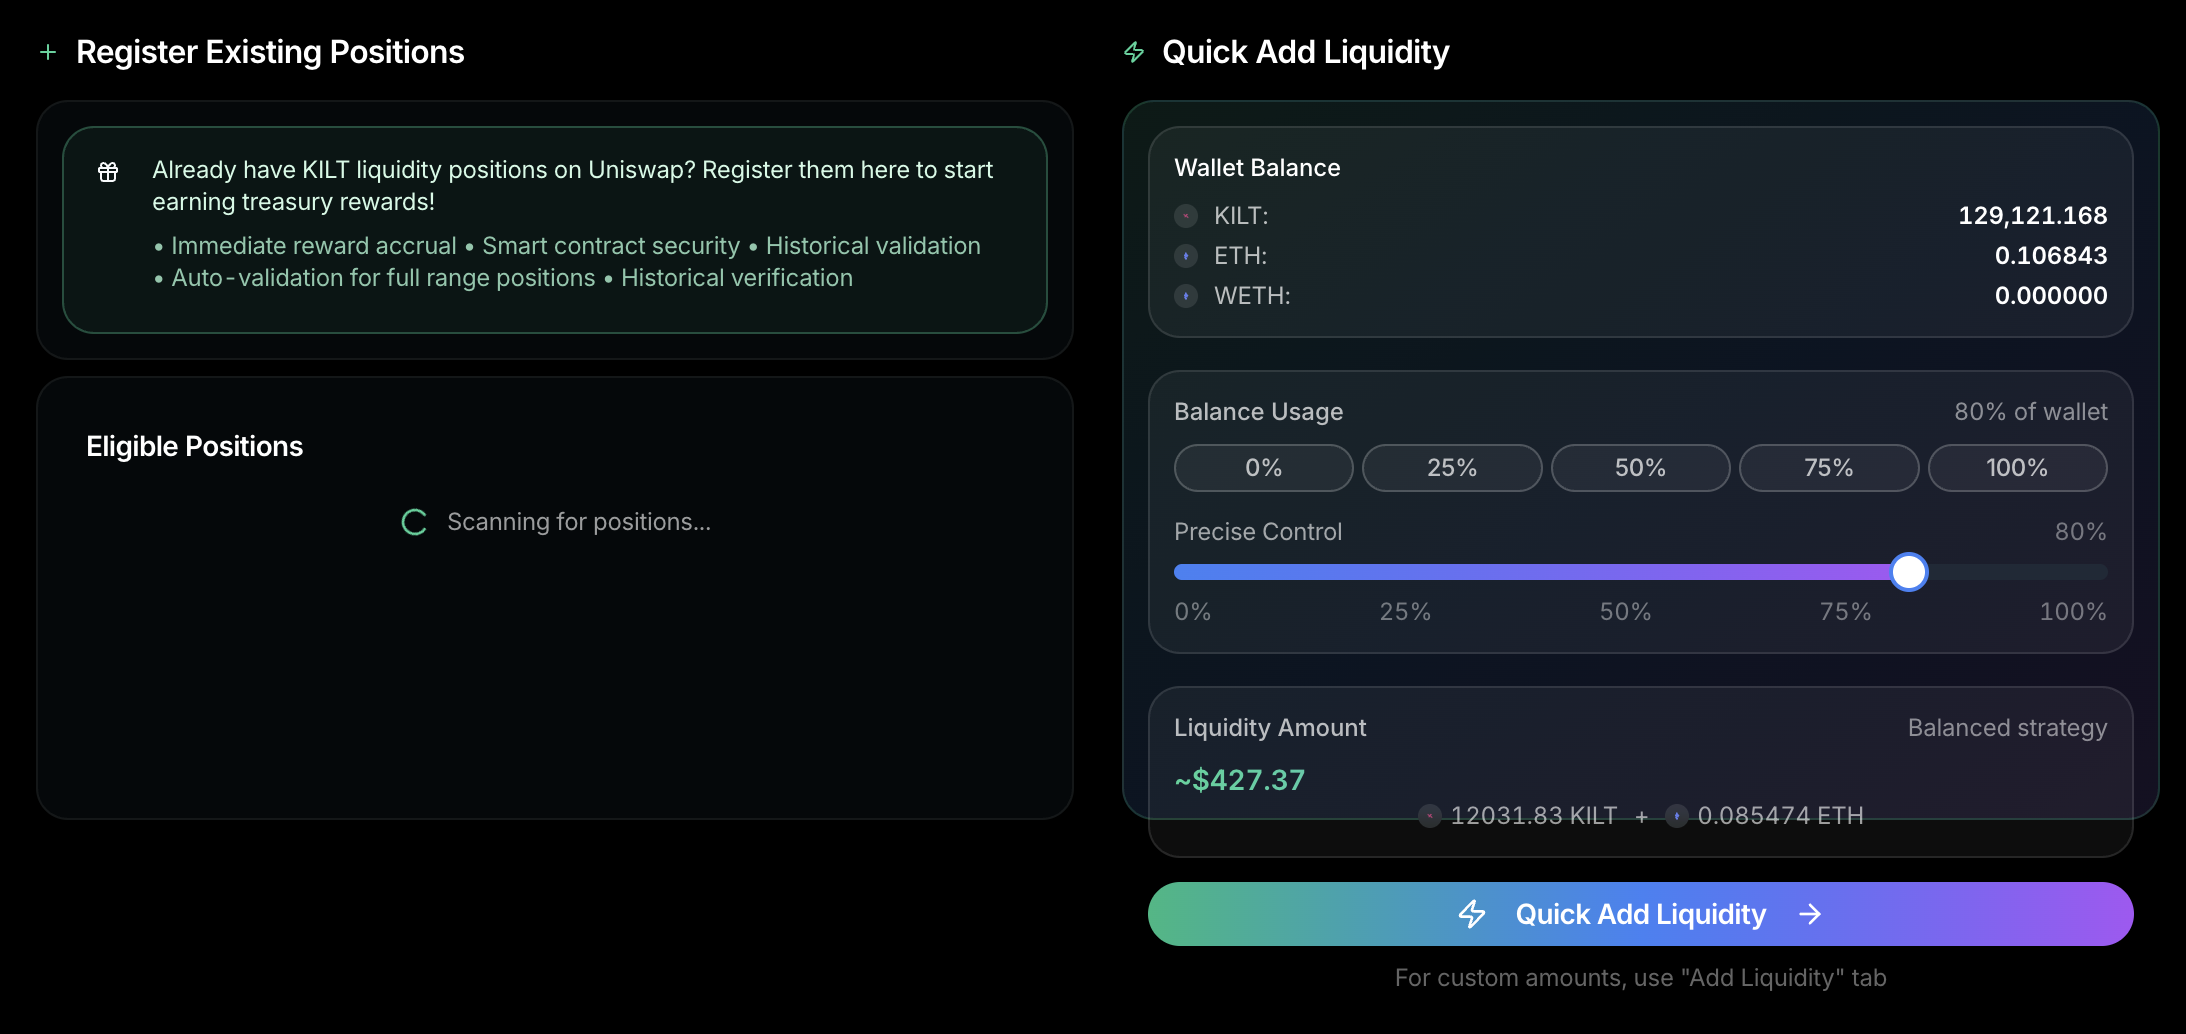 Register Existing Positions
Already have KILT liquidity positions on Uniswap? Register them here to start
earning treasury rewards!
• Immediate reward accrual • Smart contract security • Historical validation
• Auto-validation for full range positions • Historical verification
Eligible Positions
Scanning for positions...
Quick Add Liquidity
Wallet Balance
KILT: 129,121.168
ETH: 0.106843
WETH: 0.000000
Balance Usage 80% of wallet
0% 25% 50% 75% 100%
Precise Control 80%
0% 25% 50% 75% 100%
Liquidity Amount Balanced strategy
~$427.37
12031.83 KILT + 0.085474 ETH
Quick Add Liquidity →
For custom amounts, use "Add Liquidity" tab